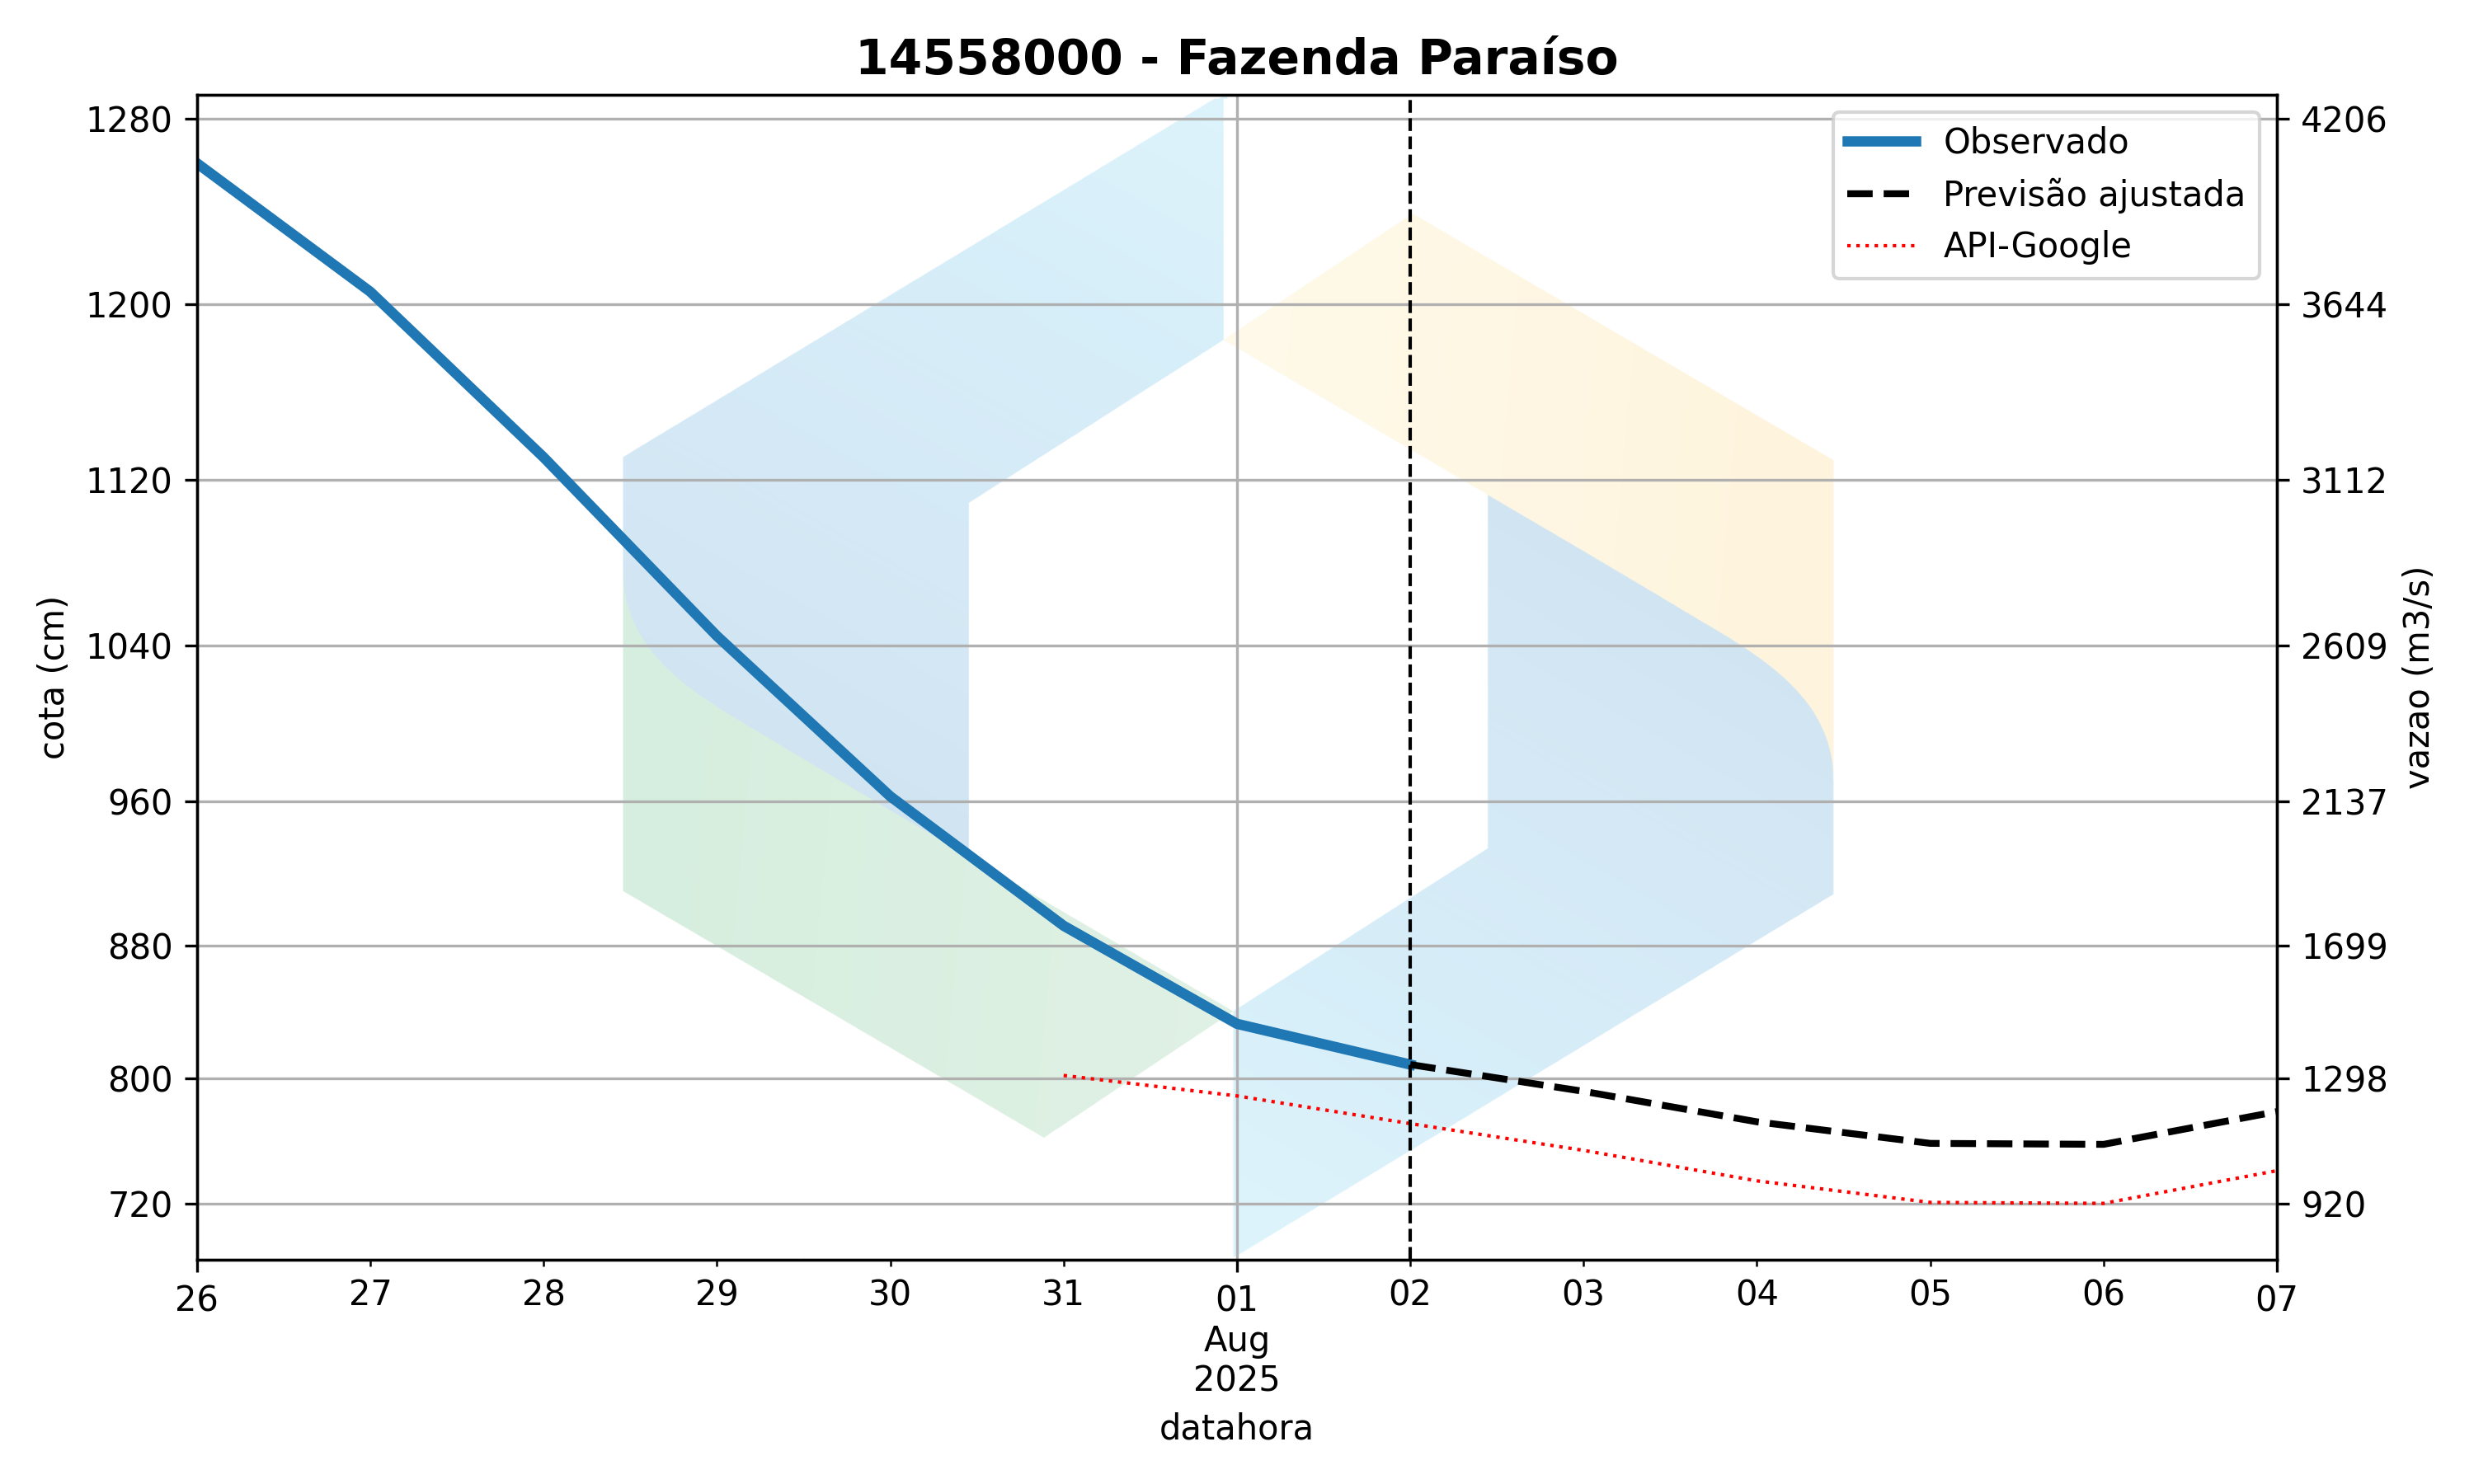 14558000 - Fazenda Paraíso
Observado
Previsão ajustada
API-Google
cota (cm)
1280
1200
1120
1040
960
880
800
720
4206
3644
3112
2609
2137
1699
1298
920
vazao (m3/s)
26 27 28 29 30 31 01 02 03 04 05 06 07
Aug
2025
datahora